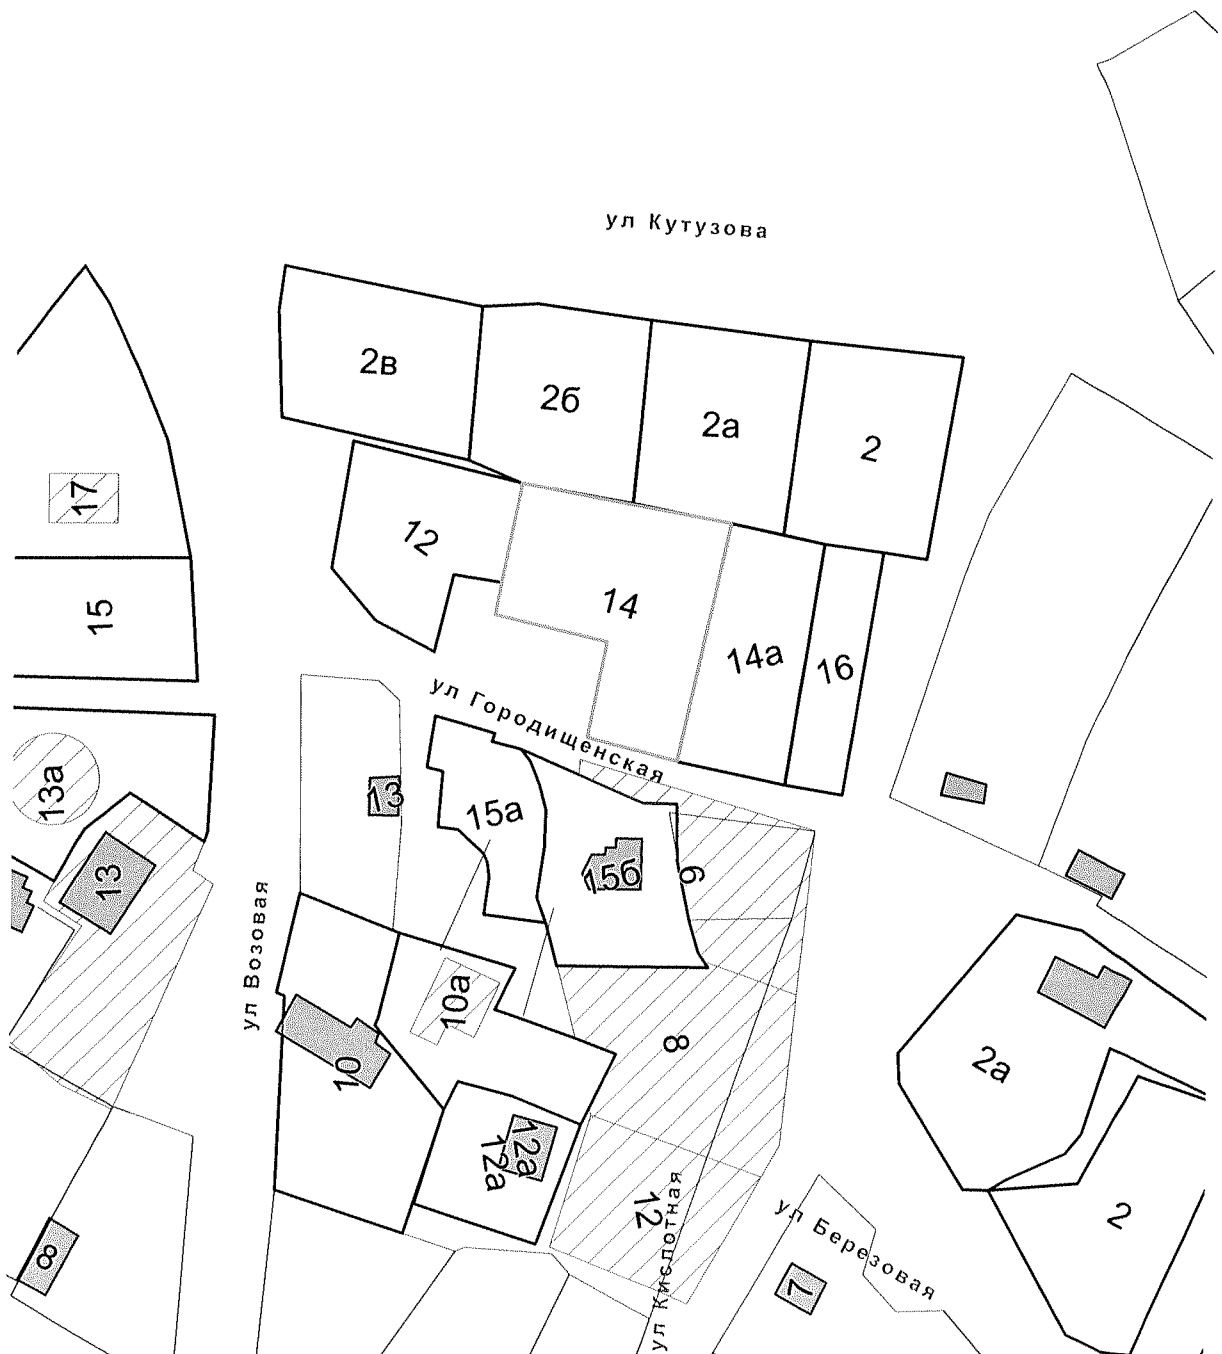 ул Кутузова
2в
2б
2а
2
17
12
15
14
14а
16
ул Городищенская
13а
13
15а
15б
6
13
ул Возовая
10а
10
8
2а
12а
12а
12
ул Кислотная
ул Березовая
2
8
7